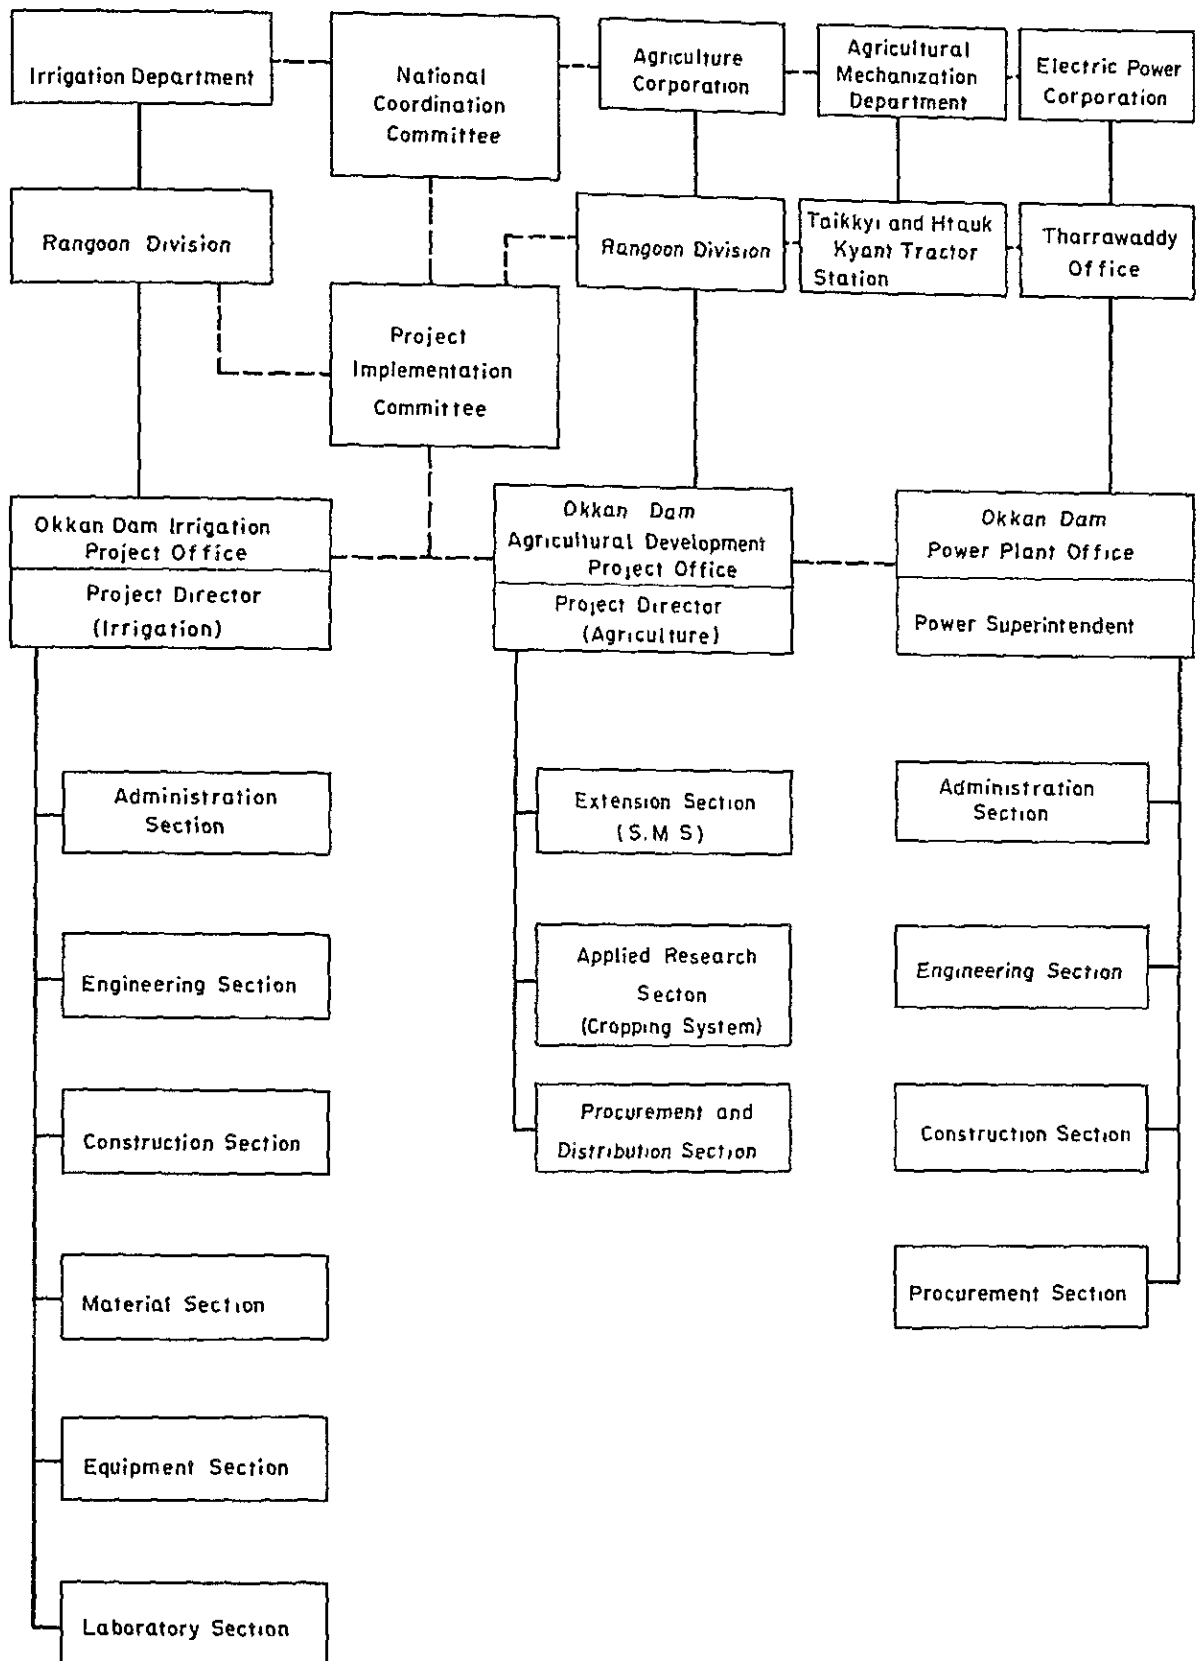 Irrigation Department
National
Coordination
Committee
Agriculture
Corporation
Agricultural
Mechanization
Department
Electric Power
Corporation
Rangoon Division
Rangoon Division
Taikkyi and Htauk
Kyant Tractor
Station
Tharrawaddy
Office
Project
Implementation
Committee
Okkan Dam Irrigation
Project Office
Project Director
(Irrigation)
Okkan Dam
Agricultural Development
Project Office
Project Director
(Agriculture)
Okkan Dam
Power Plant Office
Power Superintendent
Administration
Section
Engineering Section
Construction Section
Material Section
Equipment Section
Laboratory Section
Extension Section
(S.M S)
Applied Research
Secton
(Cropping System)
Procurement and
Distribution Section
Administration
Section
Engineering Section
Construction Section
Procurement Section